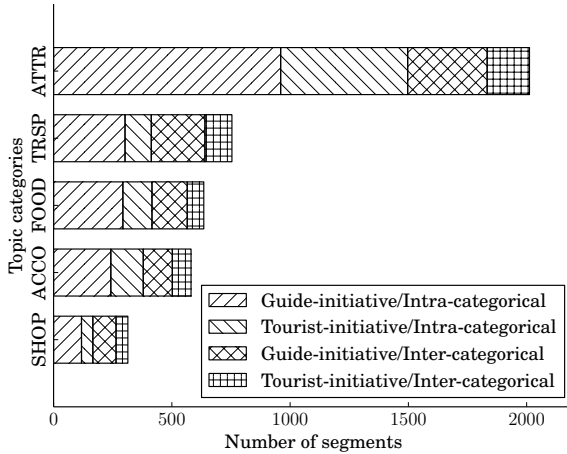 Topic categories
ATTR
TRSP
FOOD
ACCO
SHOP
Guide-initiative/Intra-categorical
Tourist-initiative/Intra-categorical
Guide-initiative/Inter-categorical
Tourist-initiative/Inter-categorical
0 500 1000 1500 2000
Number of segments